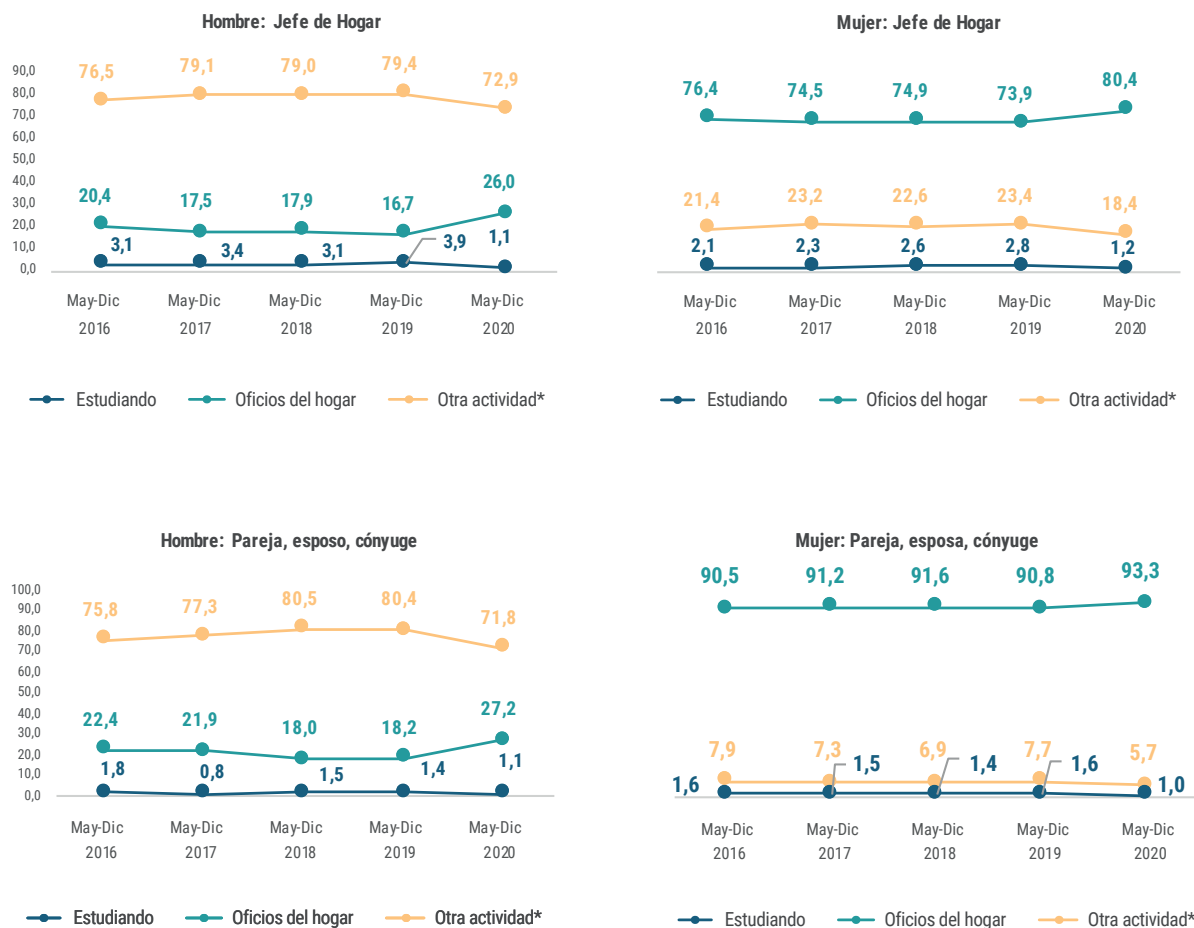 Hombre: Jefe de Hogar
76,5 79,1 79,0 79,4 72,9
90,0
80,0
70,0
60,0
50,0
40,0
30,0
20,0
10,0
0,0
20,4 17,5 17,9 16,7 26,0
3,1 3,4 3,1 3,9 1,1
May-Dic May-Dic May-Dic May-Dic May-Dic
2016 2017 2018 2019 2020
Estudiando Oficios del hogar Otra actividad*
Mujer: Jefe de Hogar
76,4 74,5 74,9 73,9 80,4
21,4 23,2 22,6 23,4 18,4
2,1 2,3 2,6 2,8 1,2
May-Dic May-Dic May-Dic May-Dic May-Dic
2016 2017 2018 2019 2020
Estudiando Oficios del hogar Otra actividad*
Hombre: Pareja, esposo, cónyuge
100,0
90,0
80,0
70,0
60,0
50,0
40,0
30,0
20,0
10,0
0,0
75,8 77,3 80,5 80,4 71,8
22,4 21,9 18,0 18,2 27,2
1,8 0,8 1,5 1,4 1,1
May-Dic May-Dic May-Dic May-Dic May-Dic
2016 2017 2018 2019 2020
Estudiando Oficios del hogar Otra actividad*
Mujer: Pareja, esposa, cónyuge
90,5 91,2 91,6 90,8 93,3
7,9 7,3 6,9 7,7 5,7
1,6 1,5 1,4 1,6 1,0
May-Dic May-Dic May-Dic May-Dic May-Dic
2016 2017 2018 2019 2020
Estudiando Oficios del hogar Otra actividad*